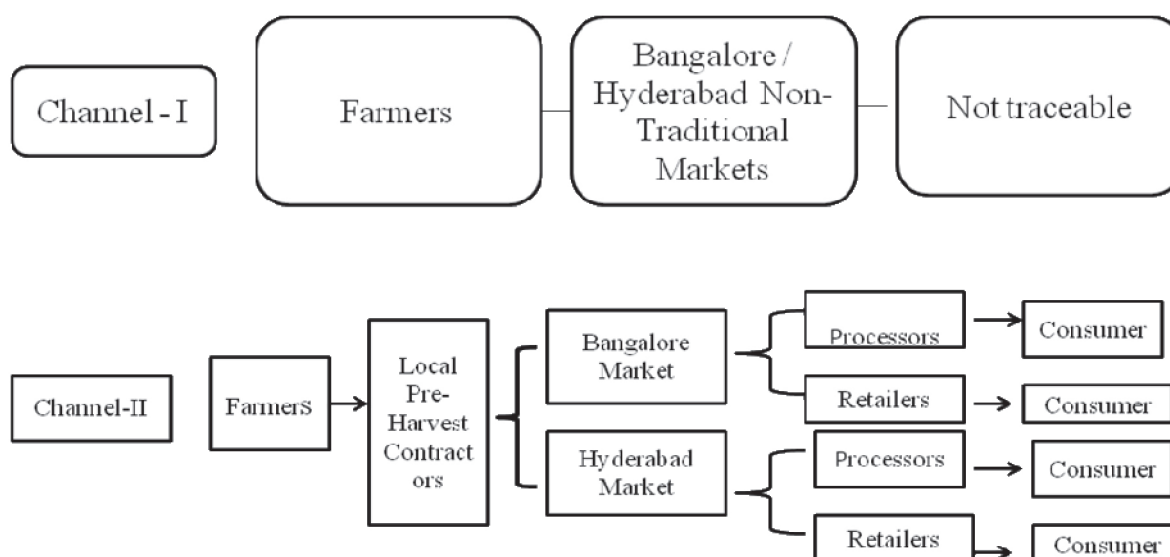 Channel - I
Farmers
Bangalore /
Hyderabad Non-
Traditional
Markets
Not traceable
Channel-II
Farmers
Local
Pre-
Harvest
Contract
ors
Bangalore
Market
Processors
Consumer
Retailers
Consumer
Hyderabad
Market
Processors
Consumer
Retailers
Consumer